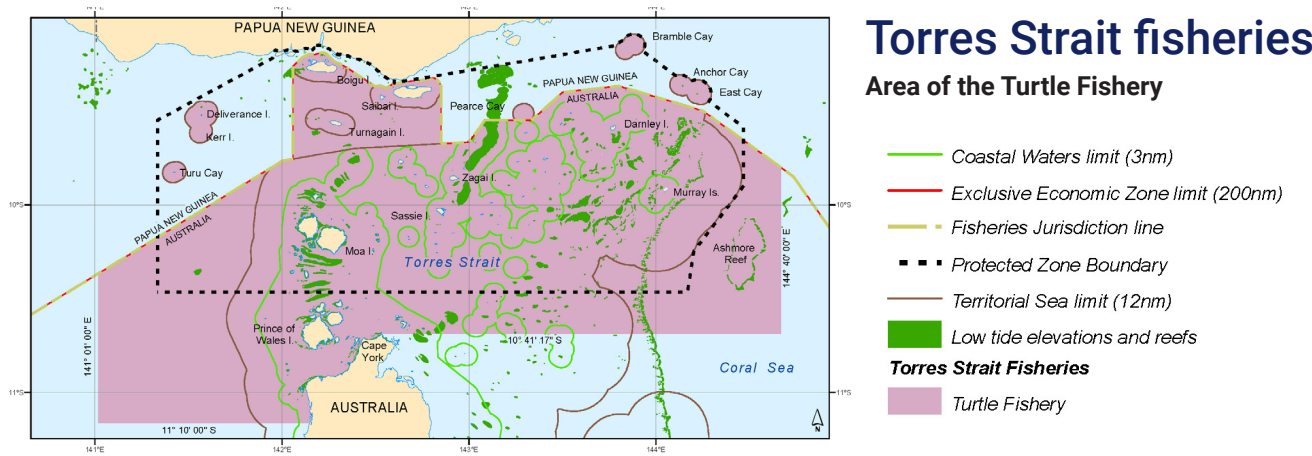 Torres Strait fisheries
Area of the Turtle Fishery
Coastal Waters limit (3nm)
Exclusive Economic Zone limit (200nm)
Fisheries Jurisdiction line
Protected Zone Boundary
Territorial Sea limit (12nm)
Low tide elevations and reefs
Torres Strait Fisheries
Turtle Fishery
141°E
142°E
143°E
144°E
PAPUA NEW GUINEA
Bramble Cay
Anchor Cay
East Cay
PAPUA NEW GUINEA
AUSTRALIA
Boigu I.
Saibai I.
Pearce Cay
Deliverance I.
Kerr I.
Turnagain I.
Darnley I.
Turu Cay
Zagai I.
Murray Is.
10°S
10°S
PAPUA NEW GUINEA
AUSTRALIA
Sassie I.
Moa I.
Torres Strait
Ashmore
Reef
144° 40' 00" E
141° 01' 00" E
Prince of
Wales I.
Cape
York
10° 41' 17" S
Coral Sea
11°S
11°S
AUSTRALIA
11° 10' 00" S
N
141°E
142°E
143°E
144°E